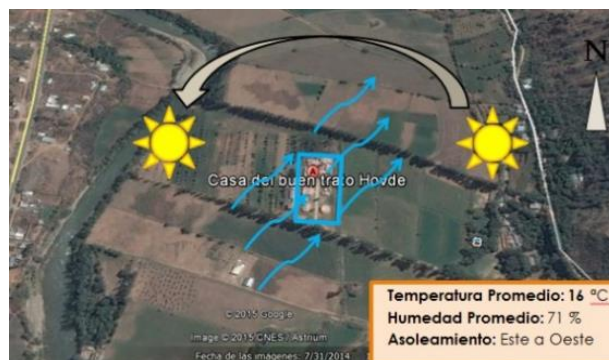 N
Casa del buen trato Hovde
A
© 2015 Google
Image © 2015 CNES / Astrium
Fecha de las imágenes: 7/31/2014
Temperatura Promedio: 16 °C
Humedad Promedio: 71 %
Asoleamiento: Este a Oeste